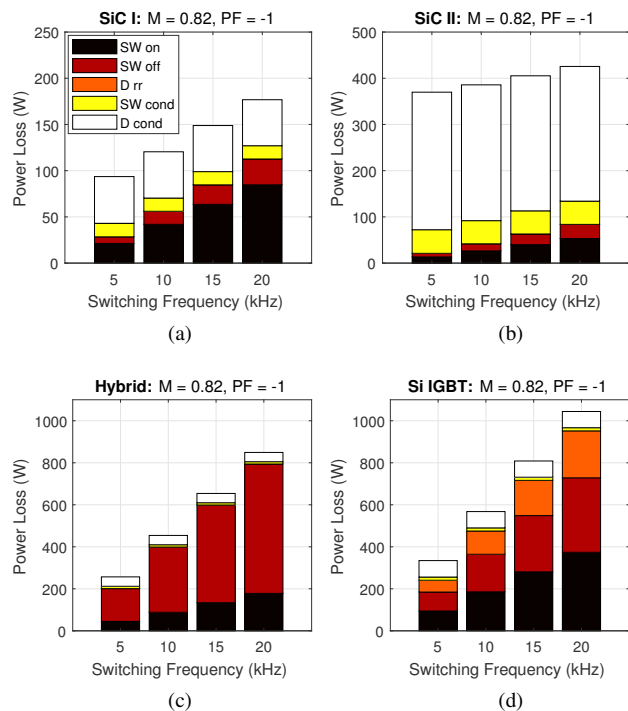 SiC I: M = 0.82, PF = -1
250
200
150
100
50
0
Power Loss (W)
SW on
SW off
D rr
SW cond
D cond
5 10 15 20
Switching Frequency (kHz)
(a)
SiC II: M = 0.82, PF = -1
500
400
300
200
100
0
Power Loss (W)
5 10 15 20
Switching Frequency (kHz)
(b)
Hybrid: M = 0.82, PF = -1
1000
800
600
400
200
0
Power Loss (W)
5 10 15 20
Switching Frequency (kHz)
(c)
Si IGBT: M = 0.82, PF = -1
1000
800
600
400
200
0
Power Loss (W)
5 10 15 20
Switching Frequency (kHz)
(d)